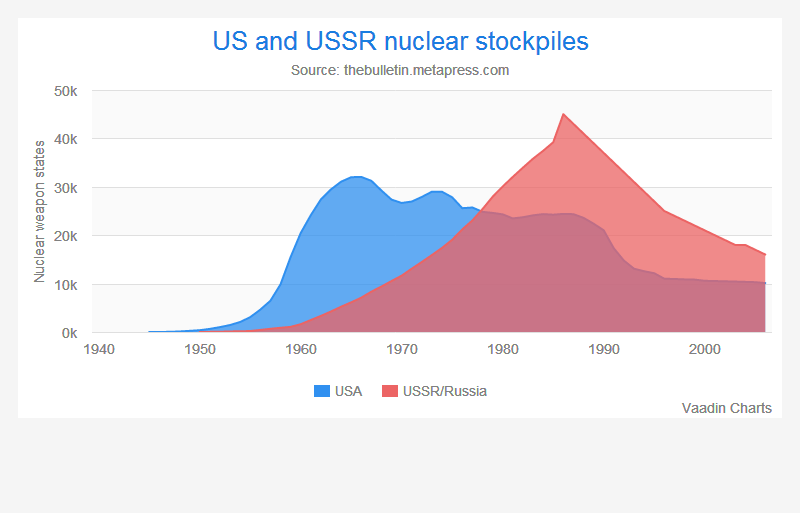 US and USSR nuclear stockpiles
Source: thebulletin.metapress.com
Nuclear weapon states
50k
40k
30k
20k
10k
0k
1940 1950 1960 1970 1980 1990 2000
USA USSR/Russia
Vaadin Charts